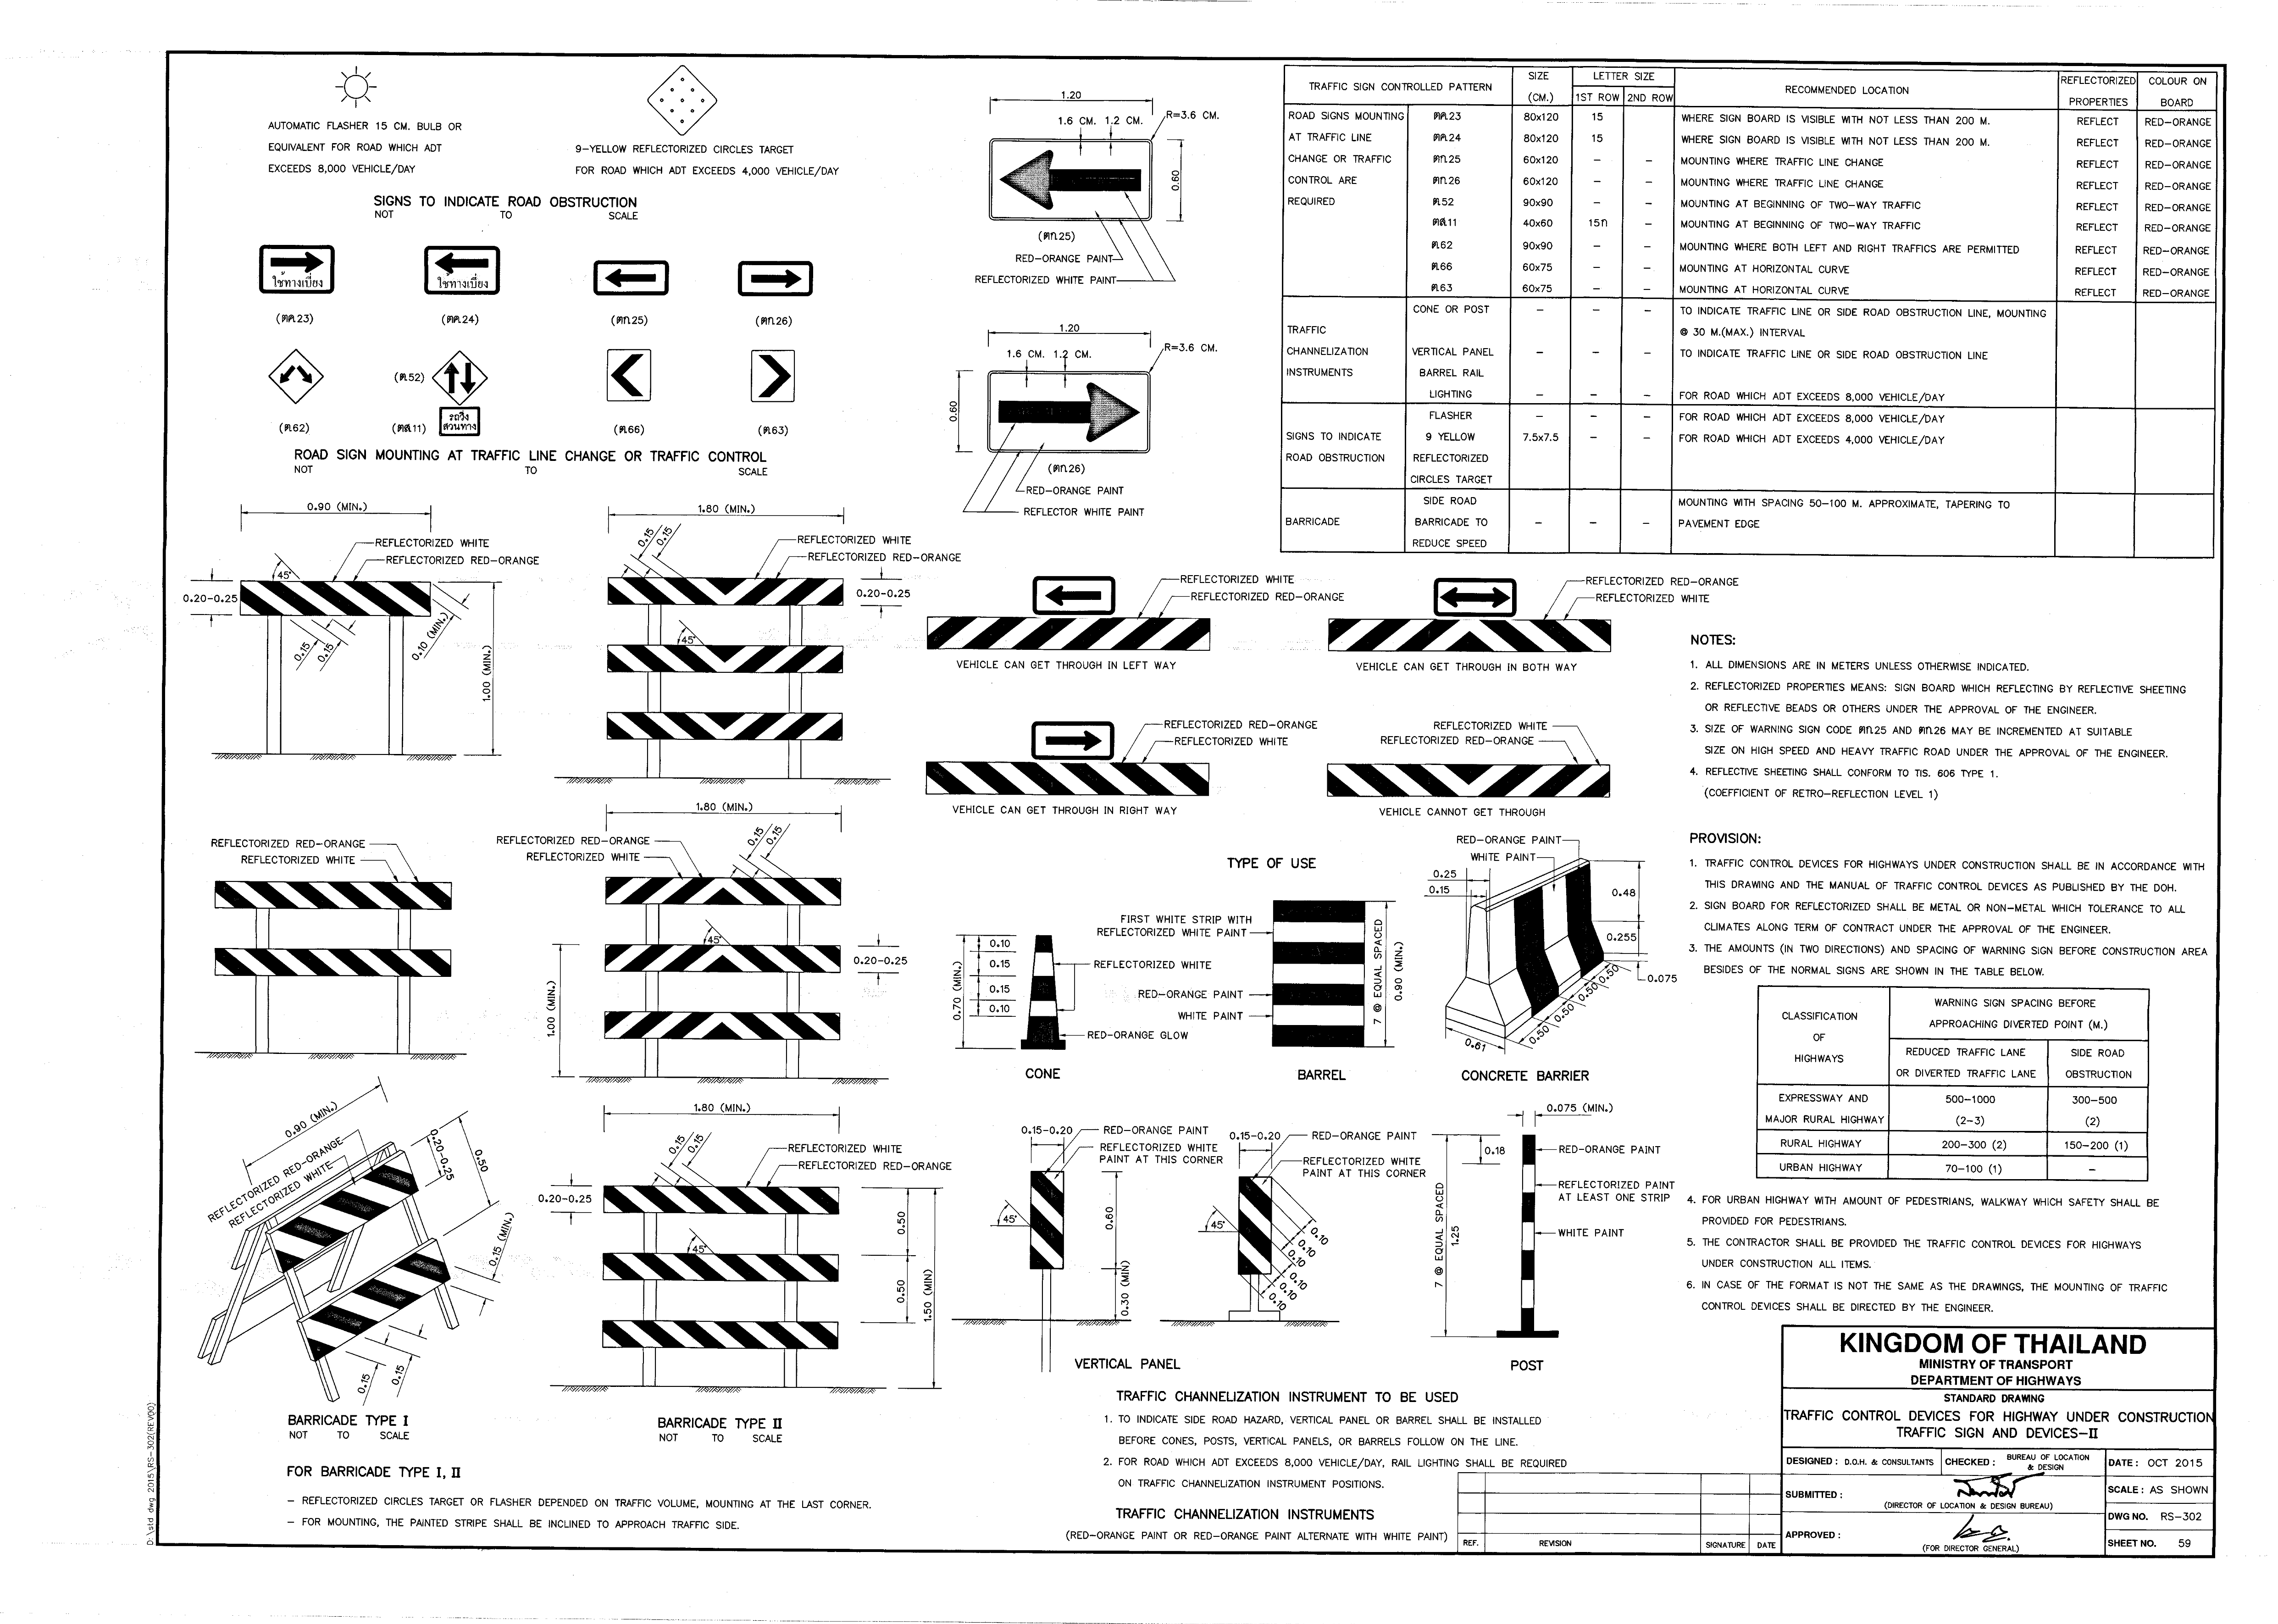 AUTOMATIC FLASHER 15 CM. BULB OR
EQUIVALENT FOR ROAD WHICH ADT
EXCEEDS 8,000 VEHICLE/DAY
9-YELLOW REFLECTORIZED CIRCLES TARGET
FOR ROAD WHICH ADT EXCEEDS 4,000 VEHICLE/DAY
SIGNS TO INDICATE ROAD OBSTRUCTION
NOT TO SCALE
ใช้ทางเบี่ยง
ใช้ทางเบี่ยง
(ตค.23)
(ตค.24)
(ตก.25)
(ตก.26)
(ต.52)
รถวิ่ง
สวนทาง
(ต.62)
(ตส.11)
(ต.66)
(ต.63)
ROAD SIGN MOUNTING AT TRAFFIC LINE CHANGE OR TRAFFIC CONTROL
NOT TO SCALE
1.20
1.6 CM. 1.2 CM.
R=3.6 CM.
0.60
(ตก.25)
RED-ORANGE PAINT
REFLECTORIZED WHITE PAINT
1.20
1.6 CM. 1.2 CM.
R=3.6 CM.
0.60
(ตก.26)
RED-ORANGE PAINT
REFLECTOR WHITE PAINT
TRAFFIC SIGN CONTROLLED PATTERN SIZE (CM.) LETTER SIZE 1ST ROW 2ND ROW RECOMMENDED LOCATION REFLECTORIZED PROPERTIES COLOUR ON BOARD
ROAD SIGNS MOUNTING ตค.23 80x120 15 WHERE SIGN BOARD IS VISIBLE WITH NOT LESS THAN 200 M. REFLECT RED-ORANGE
AT TRAFFIC LINE ตค.24 80x120 15 WHERE SIGN BOARD IS VISIBLE WITH NOT LESS THAN 200 M. REFLECT RED-ORANGE
CHANGE OR TRAFFIC ตก.25 60x120 - - MOUNTING WHERE TRAFFIC LINE CHANGE REFLECT RED-ORANGE
CONTROL ARE ตก.26 60x120 - - MOUNTING WHERE TRAFFIC LINE CHANGE REFLECT RED-ORANGE
REQUIRED ต.52 90x90 - - MOUNTING AT BEGINNING OF TWO-WAY TRAFFIC REFLECT RED-ORANGE
ตส.11 40x60 15ก - MOUNTING AT BEGINNING OF TWO-WAY TRAFFIC REFLECT RED-ORANGE
ต.62 90x90 - - MOUNTING WHERE BOTH LEFT AND RIGHT TRAFFICS ARE PERMITTED REFLECT RED-ORANGE
ต.66 60x75 - - MOUNTING AT HORIZONTAL CURVE REFLECT RED-ORANGE
ต.63 60x75 - - MOUNTING AT HORIZONTAL CURVE REFLECT RED-ORANGE
CONE OR POST - - - TO INDICATE TRAFFIC LINE OR SIDE ROAD OBSTRUCTION LINE, MOUNTING
TRAFFIC @ 30 M.(MAX.) INTERVAL
CHANNELIZATION VERTICAL PANEL - - - TO INDICATE TRAFFIC LINE OR SIDE ROAD OBSTRUCTION LINE
INSTRUMENTS BARREL RAIL
LIGHTING - - - FOR ROAD WHICH ADT EXCEEDS 8,000 VEHICLE/DAY
FLASHER - - - FOR ROAD WHICH ADT EXCEEDS 8,000 VEHICLE/DAY
SIGNS TO INDICATE 9 YELLOW 7.5x7.5 - - FOR ROAD WHICH ADT EXCEEDS 4,000 VEHICLE/DAY
ROAD OBSTRUCTION REFLECTORIZED
CIRCLES TARGET
SIDE ROAD MOUNTING WITH SPACING 50-100 M. APPROXIMATE, TAPERING TO
BARRICADE BARRICADE TO - - - PAVEMENT EDGE
REDUCE SPEED
0.90 (MIN.)
REFLECTORIZED WHITE
REFLECTORIZED RED-ORANGE
45°
0.20-0.25
0.15
0.15
0.10 (MIN.)
1.00 (MIN.)
1.80 (MIN.)
0.15
0.15
REFLECTORIZED WHITE
REFLECTORIZED RED-ORANGE
0.20-0.25
45°
REFLECTORIZED WHITE
REFLECTORIZED RED-ORANGE
VEHICLE CAN GET THROUGH IN LEFT WAY
REFLECTORIZED RED-ORANGE
REFLECTORIZED WHITE
VEHICLE CAN GET THROUGH IN BOTH WAY
REFLECTORIZED RED-ORANGE
REFLECTORIZED WHITE
VEHICLE CAN GET THROUGH IN RIGHT WAY
REFLECTORIZED WHITE
REFLECTORIZED RED-ORANGE
VEHICLE CANNOT GET THROUGH
NOTES:
1. ALL DIMENSIONS ARE IN METERS UNLESS OTHERWISE INDICATED.
2. REFLECTORIZED PROPERTIES MEANS: SIGN BOARD WHICH REFLECTING BY REFLECTIVE SHEETING
OR REFLECTIVE BEADS OR OTHERS UNDER THE APPROVAL OF THE ENGINEER.
3. SIZE OF WARNING SIGN CODE ตก.25 AND ตก.26 MAY BE INCREMENTED AT SUITABLE
SIZE ON HIGH SPEED AND HEAVY TRAFFIC ROAD UNDER THE APPROVAL OF THE ENGINEER.
4. REFLECTIVE SHEETING SHALL CONFORM TO TIS. 606 TYPE 1.
(COEFFICIENT OF RETRO-REFLECTION LEVEL 1)
REFLECTORIZED RED-ORANGE
REFLECTORIZED WHITE
1.80 (MIN.)
REFLECTORIZED RED-ORANGE
REFLECTORIZED WHITE
0.15
0.15
45°
0.20-0.25
1.00 (MIN.)
TYPE OF USE
0.70 (MIN.)
0.10
0.15
0.15
0.10
REFLECTORIZED WHITE
RED-ORANGE GLOW
CONE
FIRST WHITE STRIP WITH
REFLECTORIZED WHITE PAINT
RED-ORANGE PAINT
WHITE PAINT
7 @ EQUAL SPACED
0.90 (MIN.)
BARREL
RED-ORANGE PAINT
WHITE PAINT
0.25
0.15
0.48
0.255
0.075
0.50
0.50
0.50
0.50
0.61
CONCRETE BARRIER
PROVISION:
1. TRAFFIC CONTROL DEVICES FOR HIGHWAYS UNDER CONSTRUCTION SHALL BE IN ACCORDANCE WITH
THIS DRAWING AND THE MANUAL OF TRAFFIC CONTROL DEVICES AS PUBLISHED BY THE DOH.
2. SIGN BOARD FOR REFLECTORIZED SHALL BE METAL OR NON-METAL WHICH TOLERANCE TO ALL
CLIMATES ALONG TERM OF CONTRACT UNDER THE APPROVAL OF THE ENGINEER.
3. THE AMOUNTS (IN TWO DIRECTIONS) AND SPACING OF WARNING SIGN BEFORE CONSTRUCTION AREA
BESIDES OF THE NORMAL SIGNS ARE SHOWN IN THE TABLE BELOW.
CLASSIFICATION OF HIGHWAYS
WARNING SIGN SPACING BEFORE
APPROACHING DIVERTED POINT (M.)
REDUCED TRAFFIC LANE SIDE ROAD
OR DIVERTED TRAFFIC LANE OBSTRUCTION
EXPRESSWAY AND 500-1000 300-500
MAJOR RURAL HIGHWAY (2-3) (2)
RURAL HIGHWAY 200-300 (2) 150-200 (1)
URBAN HIGHWAY 70-100 (1) -
4. FOR URBAN HIGHWAY WITH AMOUNT OF PEDESTRIANS, WALKWAY WHICH SAFETY SHALL BE
PROVIDED FOR PEDESTRIANS.
5. THE CONTRACTOR SHALL BE PROVIDED THE TRAFFIC CONTROL DEVICES FOR HIGHWAYS
UNDER CONSTRUCTION ALL ITEMS.
6. IN CASE OF THE FORMAT IS NOT THE SAME AS THE DRAWINGS, THE MOUNTING OF TRAFFIC
CONTROL DEVICES SHALL BE DIRECTED BY THE ENGINEER.
0.90 (MIN.)
REFLECTORIZED RED-ORANGE
REFLECTORIZED WHITE
0.20-0.25
0.50
0.15 (MIN.)
0.15
0.15
BARRICADE TYPE I
NOT TO SCALE
1.80 (MIN.)
0.15
0.15
REFLECTORIZED WHITE
REFLECTORIZED RED-ORANGE
0.20-0.25
45°
0.50
0.50
1.50 (MIN)
BARRICADE TYPE II
NOT TO SCALE
0.15-0.20
RED-ORANGE PAINT
REFLECTORIZED WHITE
PAINT AT THIS CORNER
45°
0.60
0.30 (MIN)
0.15-0.20
RED-ORANGE PAINT
REFLECTORIZED WHITE
PAINT AT THIS CORNER
45°
0.10
0.10
0.10
0.10
0.10
0.10
VERTICAL PANEL
0.075 (MIN.)
0.18
RED-ORANGE PAINT
REFLECTORIZED PAINT
AT LEAST ONE STRIP
WHITE PAINT
7 @ EQUAL SPACED
1.25
POST
FOR BARRICADE TYPE I, II
- REFLECTORIZED CIRCLES TARGET OR FLASHER DEPENDED ON TRAFFIC VOLUME, MOUNTING AT THE LAST CORNER.
- FOR MOUNTING, THE PAINTED STRIPE SHALL BE INCLINED TO APPROACH TRAFFIC SIDE.
TRAFFIC CHANNELIZATION INSTRUMENT TO BE USED
1. TO INDICATE SIDE ROAD HAZARD, VERTICAL PANEL OR BARREL SHALL BE INSTALLED
BEFORE CONES, POSTS, VERTICAL PANELS, OR BARRELS FOLLOW ON THE LINE.
2. FOR ROAD WHICH ADT EXCEEDS 8,000 VEHICLE/DAY, RAIL LIGHTING SHALL BE REQUIRED
ON TRAFFIC CHANNELIZATION INSTRUMENT POSITIONS.
TRAFFIC CHANNELIZATION INSTRUMENTS
(RED-ORANGE PAINT OR RED-ORANGE PAINT ALTERNATE WITH WHITE PAINT)
REF. REVISION SIGNATURE DATE
KINGDOM OF THAILAND
MINISTRY OF TRANSPORT
DEPARTMENT OF HIGHWAYS
STANDARD DRAWING
TRAFFIC CONTROL DEVICES FOR HIGHWAY UNDER CONSTRUCTION
TRAFFIC SIGN AND DEVICES-II
DESIGNED : D.O.H. & CONSULTANTS CHECKED : BUREAU OF LOCATION & DESIGN DATE : OCT 2015
SUBMITTED :
(DIRECTOR OF LOCATION & DESIGN BUREAU)
SCALE : AS SHOWN
APPROVED :
(FOR DIRECTOR GENERAL)
DWG NO. RS-302
SHEET NO. 59
D:\std dwg 2015\RS-302(REV00)